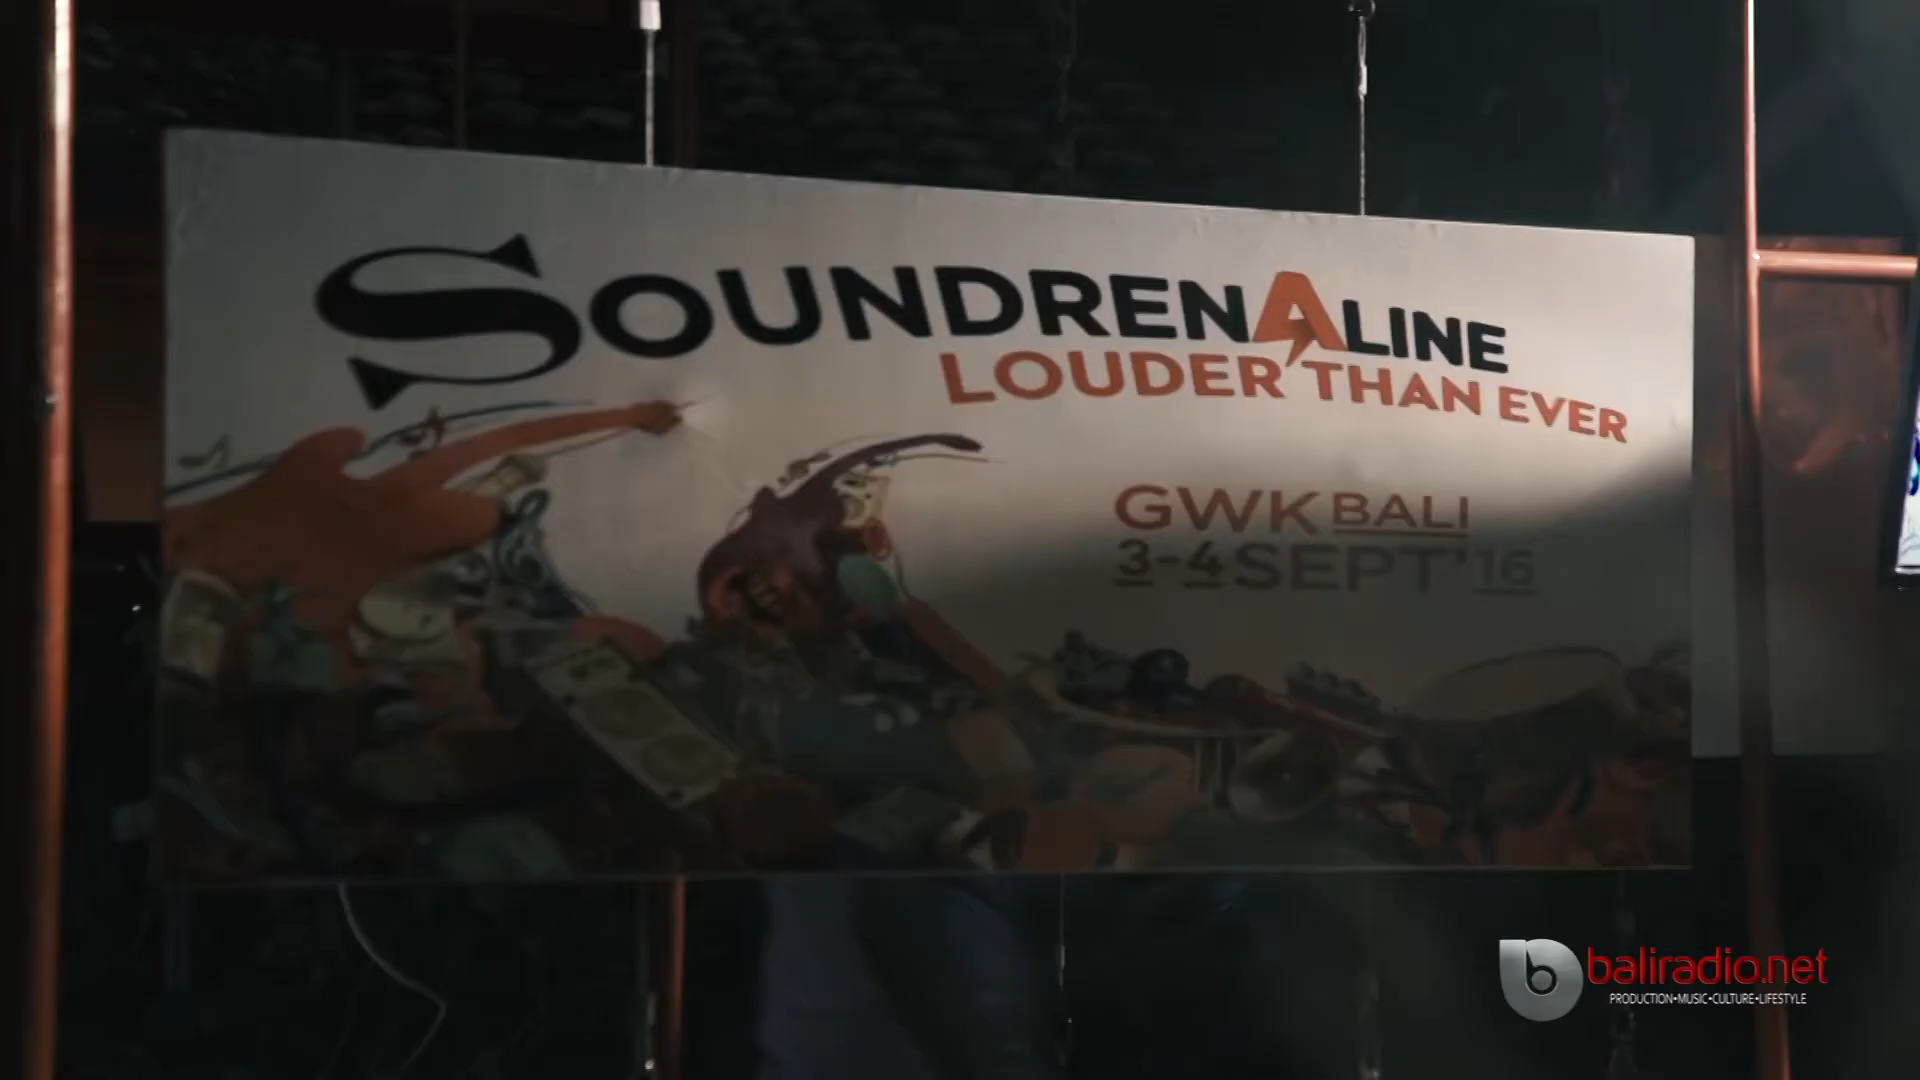 SOUNDRENALINE
LOUDER THAN EVER
GWK BALI
3-4 SEPT'16
b baliradio.net
PRODUCTION•MUSIC•CULTURE•LIFESTYLE